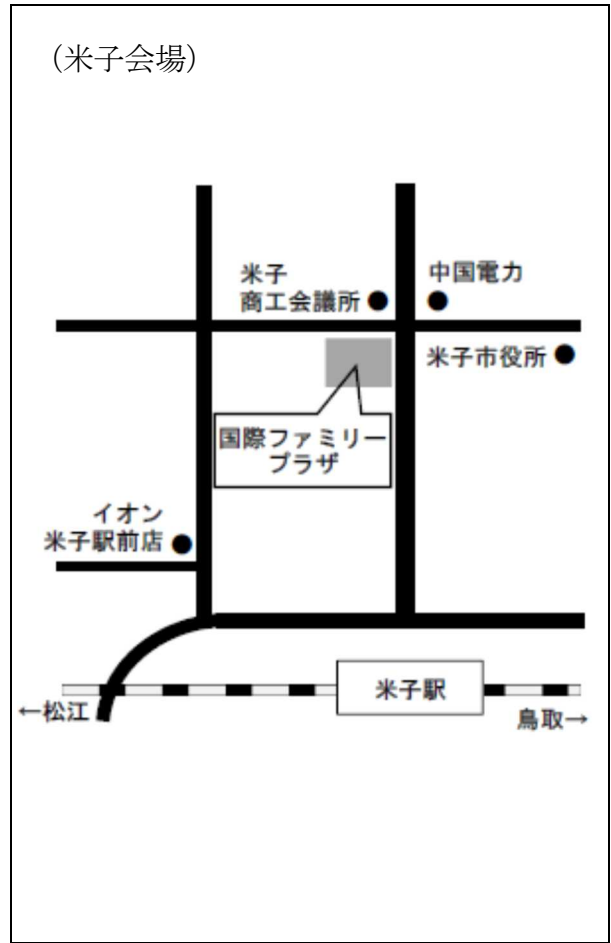 (米子会場)
米子
商工会議所
中国電力
米子市役所
国際ファミリー
プラザ
イオン
米子駅前店
米子駅
←松江
鳥取→